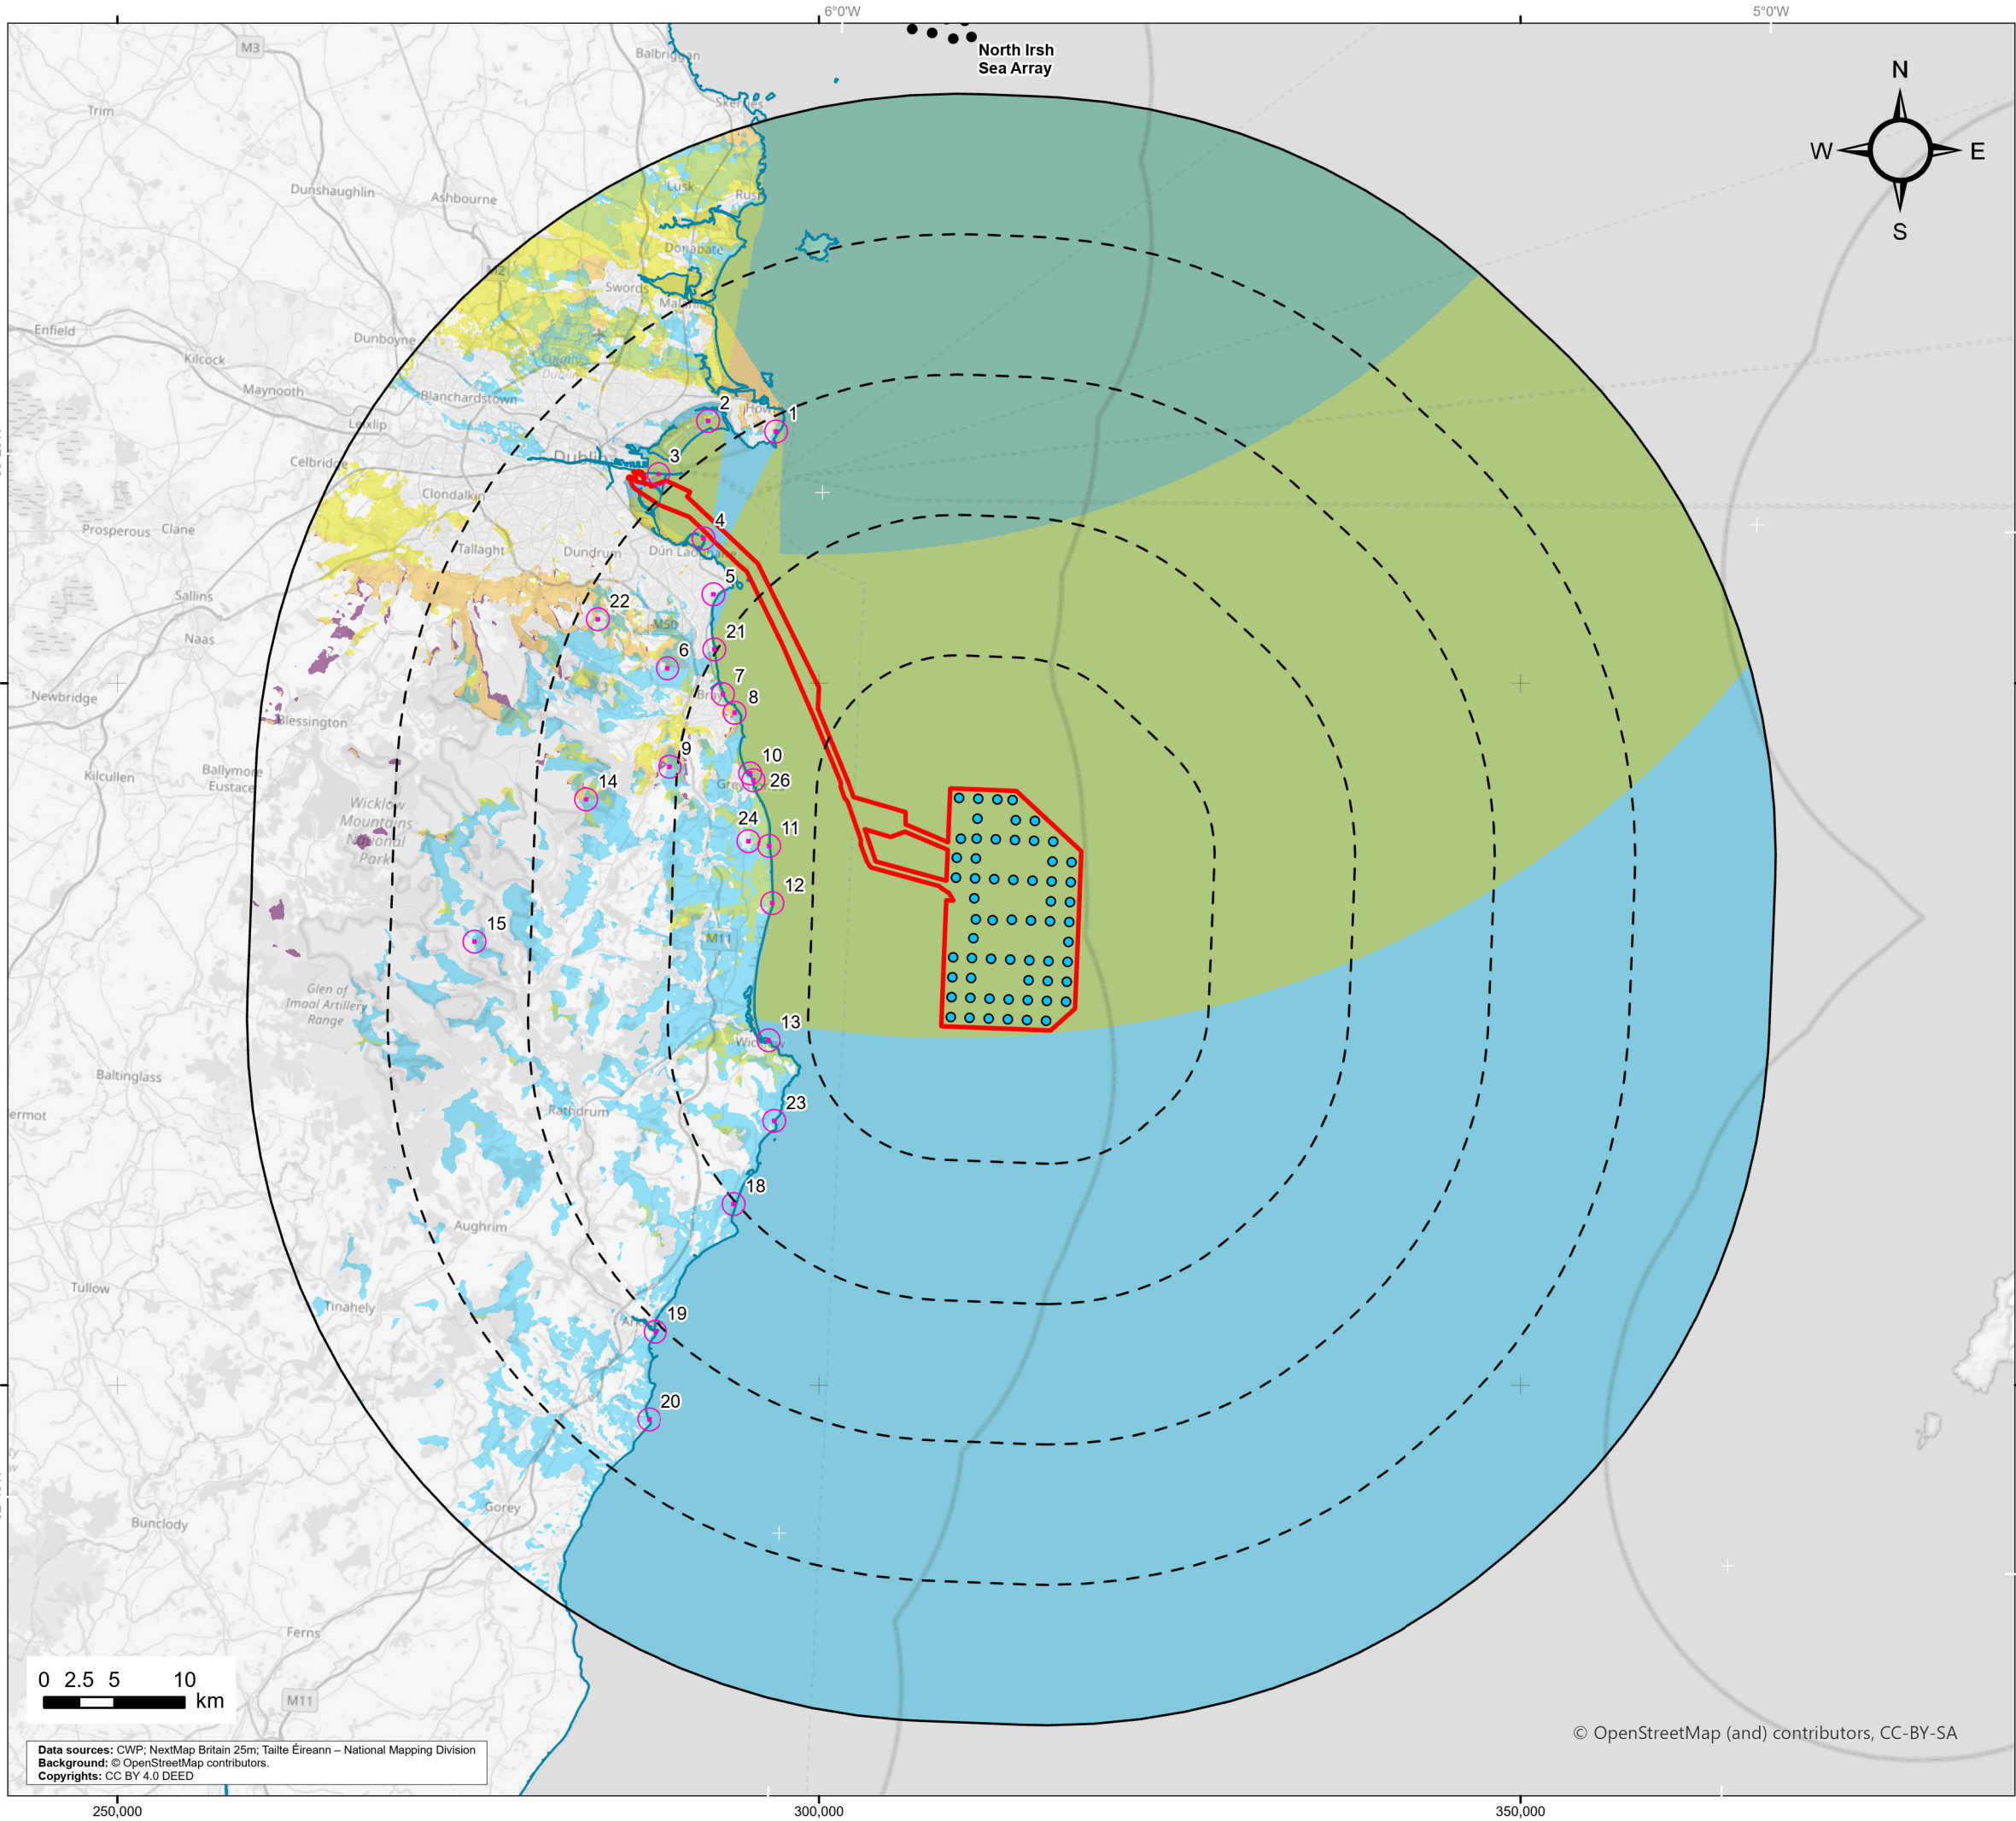 6°0'W
5°0'W
M3
Balbriggan
North Irsh
Sea Array
N
W
E
S
Trim
Skerries
Dunshaughlin
Ashbourne
Lusk
Rush
Donabate
M2
Swords
Enfield
Dunboyne
Kilcock
Maynooth
Blanchardstown
Leixlip
2
1
Celbridge
Dublin
3
Clondalkin
Prosperous
Clane
4
Tallaght
Dundrum
Dún Laoghaire
5
Sallins
22
M50
21
Naas
6
7
Newbridge
8
Blessington
9
10
Kilcullen
Ballymore
Eustace
14
26
Wicklow
Mountains
National
Park
24
11
12
15
M11
Glen of
Imaal Artillery
Range
13
Baltinglass
23
Rathdrum
18
Aughrim
Tullow
Tinahely
19
20
Gorey
Bunclody
Ferns
0 2.5 5 10
km
M11
© OpenStreetMap (and) contributors, CC-BY-SA
Data sources: CWP; NextMap Britain 25m; Tailte Éireann – National Mapping Division
Background: © OpenStreetMap contributors.
Copyrights: CC BY 4.0 DEED
250,000
300,000
350,000